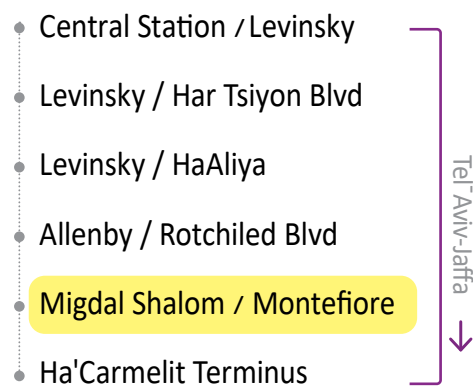 Central Station / Levinsky
Levinsky / Har Tsiyon Blvd
Levinsky / HaAliya
Allenby / Rotchiled Blvd
Migdal Shalom / Montefiore
Ha'Carmelit Terminus
Tel¯Aviv-Jaffa